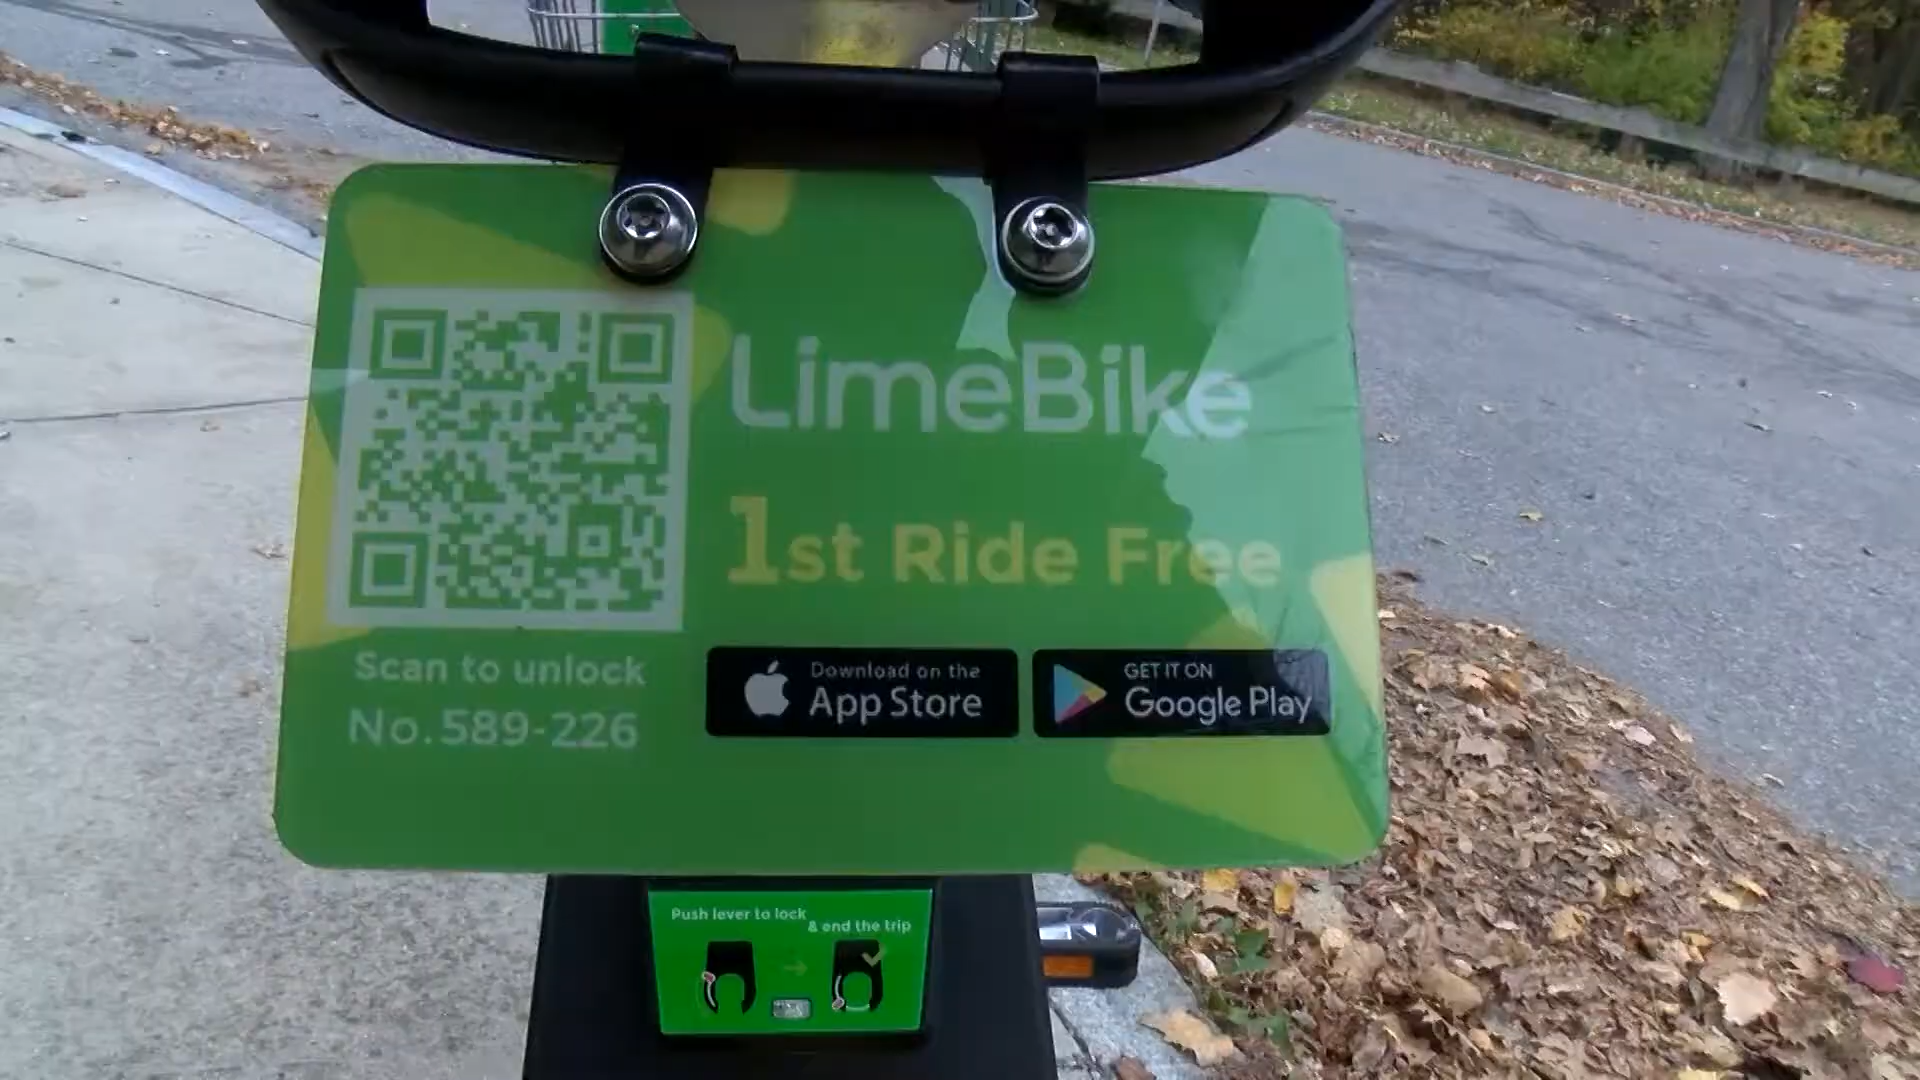 LimeBike
1st Ride Free
Scan to unlock
No.589-226
Download on the
App Store
GET IT ON
Google Play
Push lever to lock
& end the trip